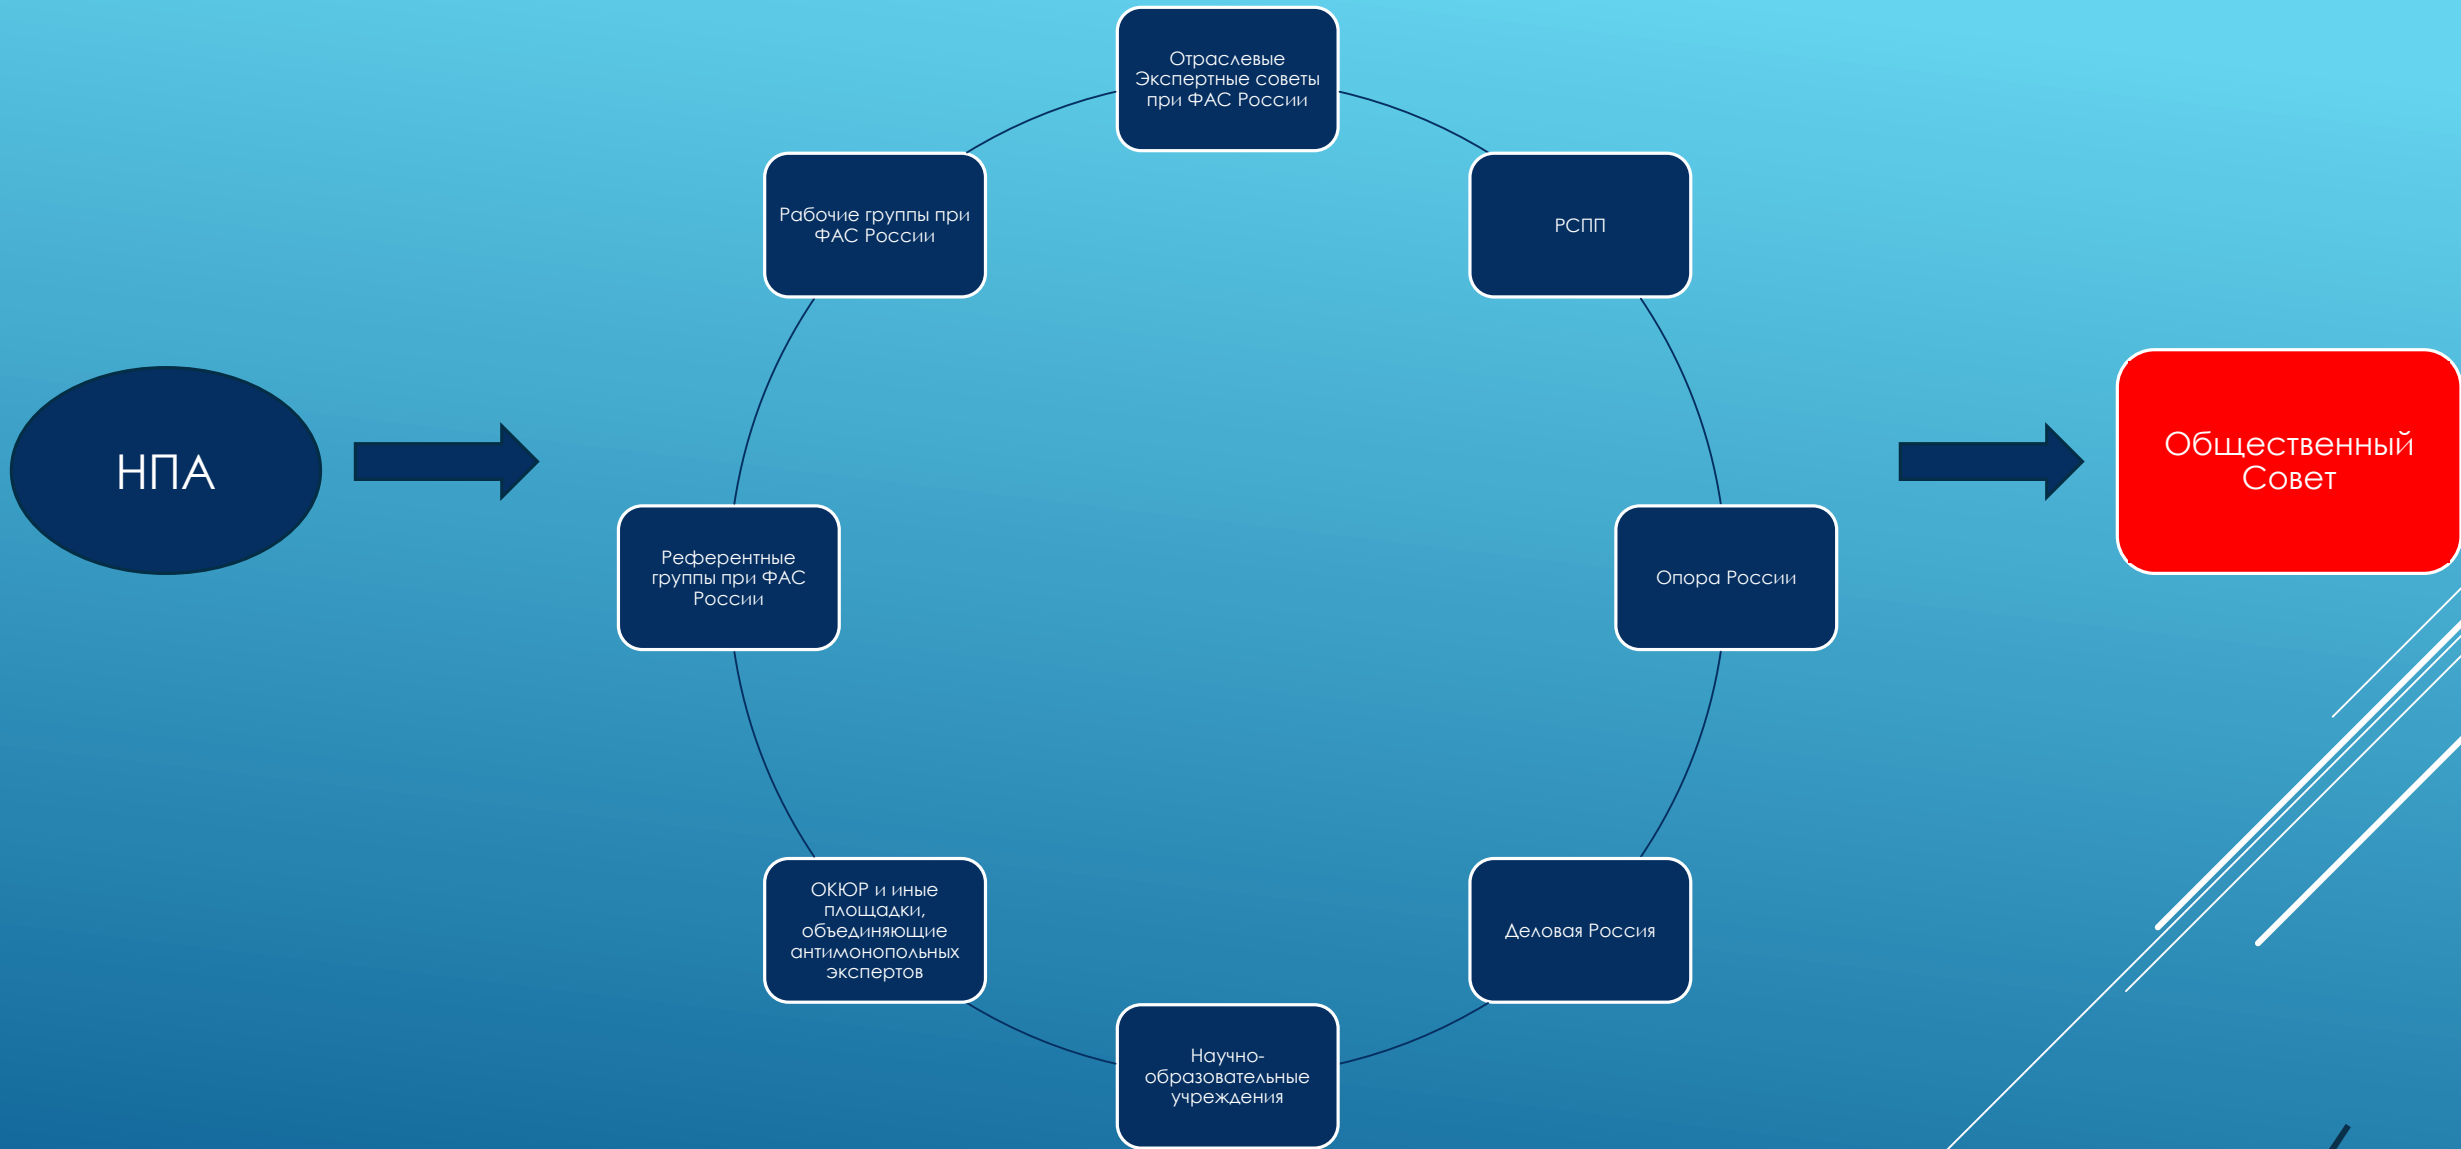 НПА
Отраслевые
Экспертные советы
при ФАС России
РСПП
Опора России
Деловая Россия
Научно-
образовательные
учреждения
ОКЮР и иные
площадки,
объединяющие
антимонопольных
экспертов
Референтные
группы при ФАС
России
Рабочие группы при
ФАС России
Общественный
Совет